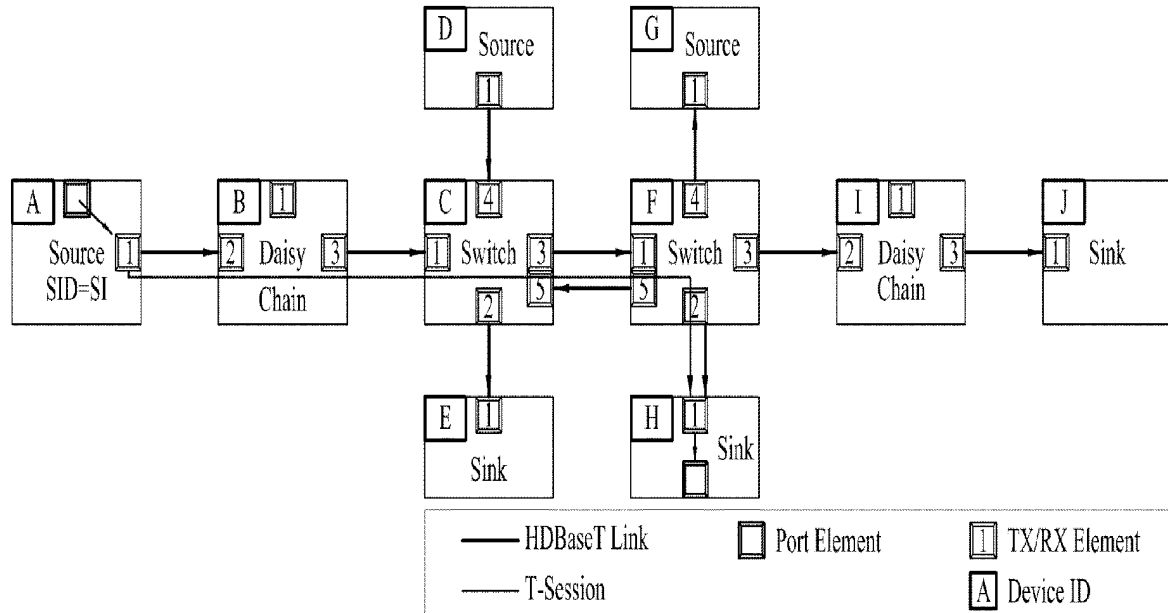 D
Source
1
G
Source
1
A
Source
SID=SI
1
B
1
2
Daisy
Chain
3
C
4
1
Switch
3
5
2
F
4
1
Switch
3
5
2
I
1
2
Daisy
Chain
3
J
1
Sink
E
1
Sink
H
1
Sink
HDBaseT Link
Port Element
1
TX/RX Element
T-Session
A
Device ID